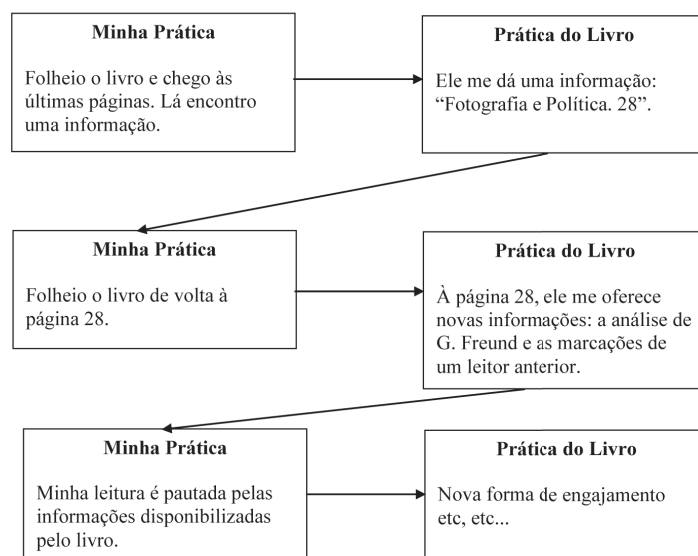 Minha Prática
Folheio o livro e chego às
últimas páginas. Lá encontro
uma informação.
Prática do Livro
Ele me dá uma informação:
“Fotografia e Política. 28”.
Minha Prática
Folheio o livro de volta à
página 28.
Prática do Livro
À página 28, ele me oferece
novas informações: a análise de
G. Freund e as marcações de
um leitor anterior.
Minha Prática
Minha leitura é pautada pelas
informações disponibilizadas
pelo livro.
Prática do Livro
Nova forma de engajamento
etc, etc...